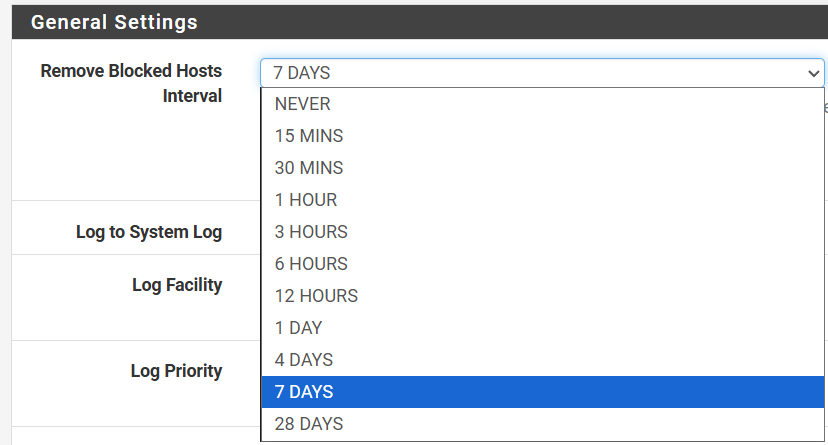 General Settings
Remove Blocked Hosts
Interval
7 DAYS
NEVER
15 MINS
30 MINS
1 HOUR
3 HOURS
6 HOURS
12 HOURS
1 DAY
4 DAYS
7 DAYS
28 DAYS
Log to System Log
Log Facility
Log Priority